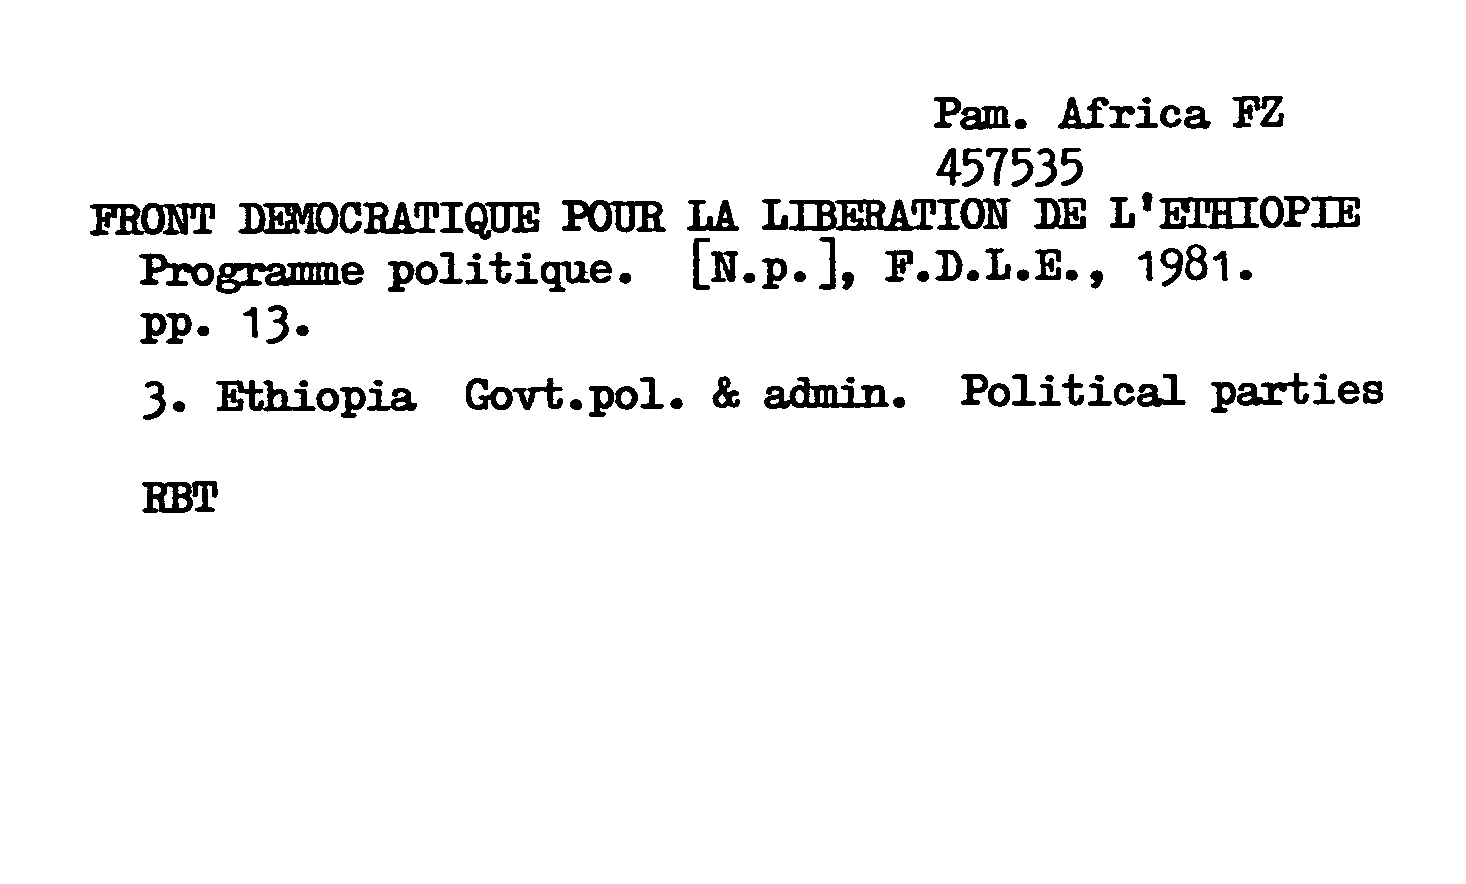 Pam. Africa FZ
457535
FRONT DEMOCRATIQUE POUR LA LIBERATION DE L'ETHIOPIE
Programme politique. [N.p.], F.D.L.E., 1981.
pp. 13.
3. Ethiopia Govt.pol. & admin. Political parties
RBT